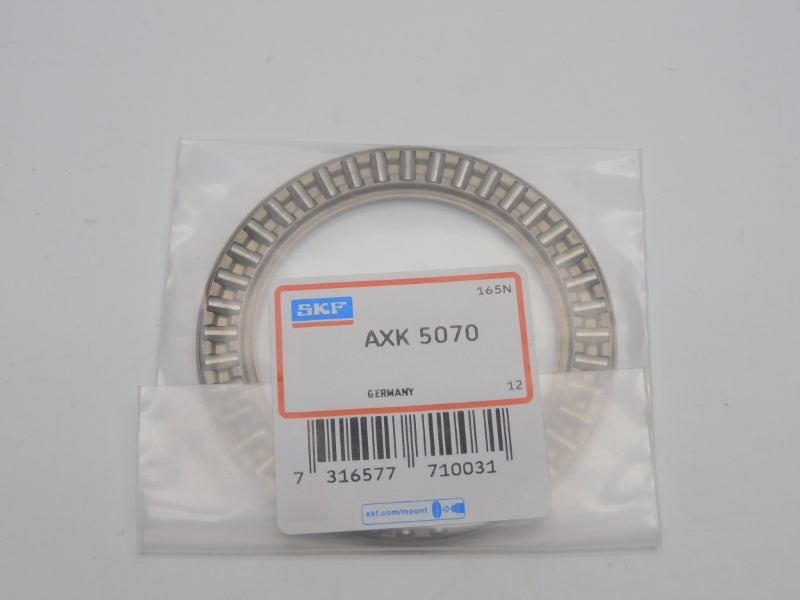 SKF
165N
AXK 5070
GERMANY
12
7 316577 710031
skf.com/mount